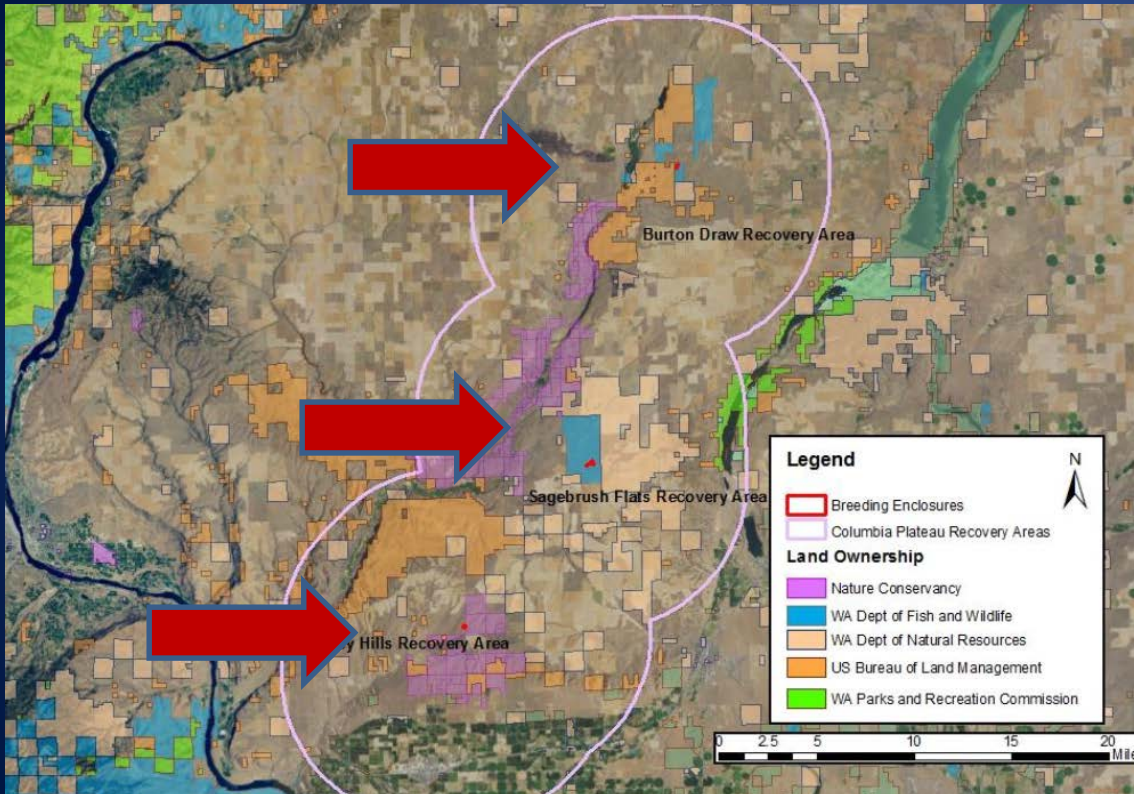 Burton Draw Recovery Area
Sagebrush Flats Recovery Area
Hills Recovery Area
Legend
N
Breeding Enclosures
Columbia Plateau Recovery Areas
Land Ownership
Nature Conservancy
WA Dept of Fish and Wildlife
WA Dept of Natural Resources
US Bureau of Land Management
WA Parks and Recreation Commission
0 2.5 5 10 15 20
Mile